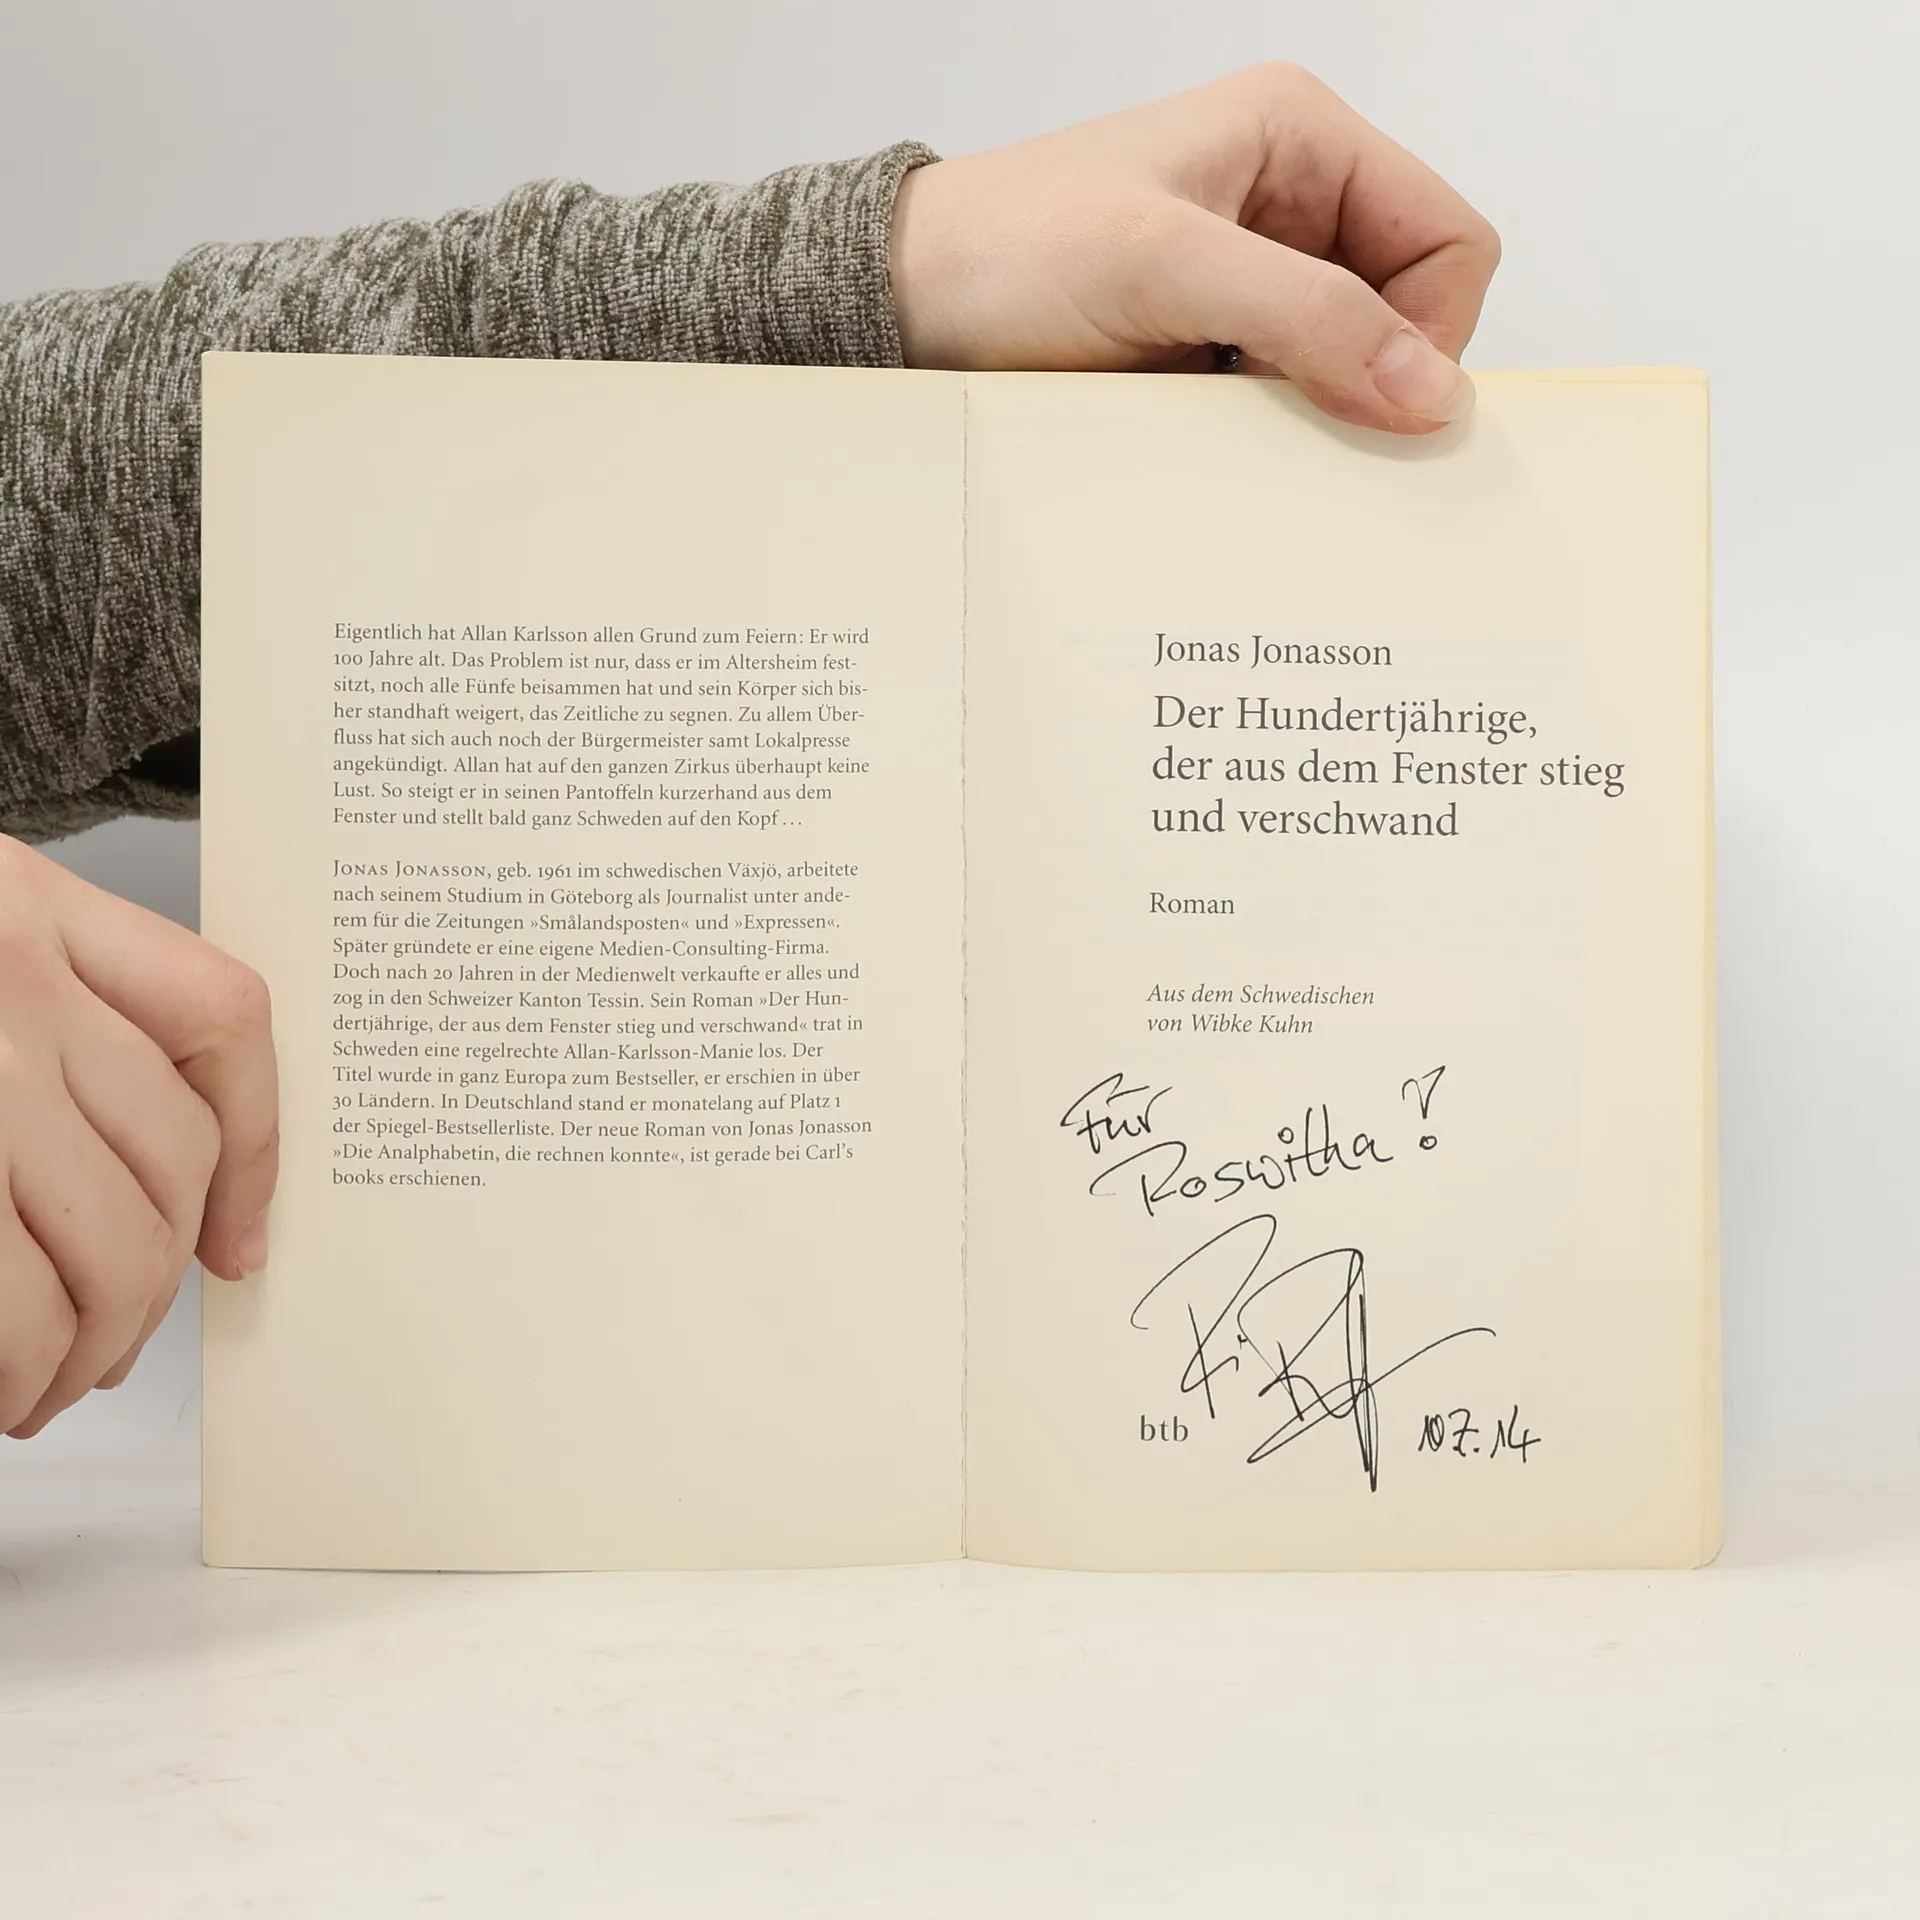 Eigentlich hat Allan Karlsson allen Grund zum Feiern: Er wird
100 Jahre alt. Das Problem ist nur, dass er im Altersheim fest-
sitzt, noch alle Fünfe beisammen hat und sein Körper sich bis-
her standhaft weigert, das Zeitliche zu segnen. Zu allem Über-
fluss hat sich auch noch der Bürgermeister samt Lokalpresse
angekündigt. Allan hat auf den ganzen Zirkus überhaupt keine
Lust. So steigt er in seinen Pantoffeln kurzerhand aus dem
Fenster und stellt bald ganz Schweden auf den Kopf ...
JONAS JONASSON, geb. 1961 im schwedischen Växjö, arbeitete
nach seinem Studium in Göteborg als Journalist unter ande-
rem für die Zeitungen »Smålandsposten« und »Expressen«.
Später gründete er eine eigene Medien-Consulting-Firma.
Doch nach 20 Jahren in der Medienwelt verkaufte er alles und
zog in den Schweizer Kanton Tessin. Sein Roman »Der Hun-
dertjährige, der aus dem Fenster stieg und verschwand« trat in
Schweden eine regelrechte Allan-Karlsson-Manie los. Der
Titel wurde in ganz Europa zum Bestseller, er erschien in über
30 Ländern. In Deutschland stand er monatelang auf Platz 1
der Spiegel-Bestsellerliste. Der neue Roman von Jonas Jonasson
»Die Analphabetin, die rechnen konnte«, ist gerade bei Carl's
books erschienen.
Jonas Jonasson
Der Hundertjährige,
der aus dem Fenster stieg
und verschwand
Roman
Aus dem Schwedischen
von Wibke Kuhn
Für
Roswitha!
btb
10 7. 14